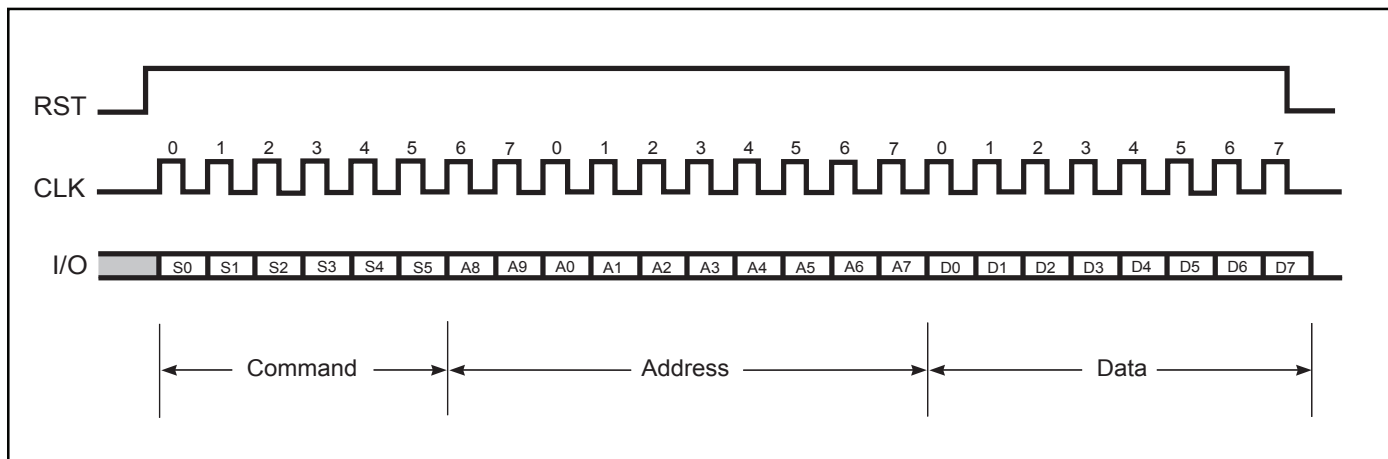 RST
0 1 2 3 4 5 6 7 0 1 2 3 4 5 6 7 0 1 2 3 4 5 6 7
CLK
I/O S0 S1 S2 S3 S4 S5 A8 A9 A0 A1 A2 A3 A4 A5 A6 A7 D0 D1 D2 D3 D4 D5 D6 D7
Command Address Data